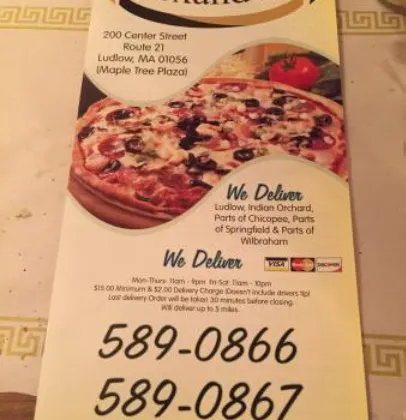 200 Center Street
Route 21
Ludlow, MA 01056
(Maple Tree Plaza)
We Deliver
Ludlow, Indian Orchard,
Parts of Chicopee, Parts
of Springfield & Parts of
Wilbraham
We Deliver
VISA MasterCard DISCOVER
Mon-Thurs: 11am - 9pm Fri-Sat: 11am - 10pm
$15.00 Minimum & $2.00 Delivery Charge (Doesn't include drivers tip)
Last delivery Order will be taken 30 minutes before closing.
Will deliver up to 5 miles.
589-0866
589-0867